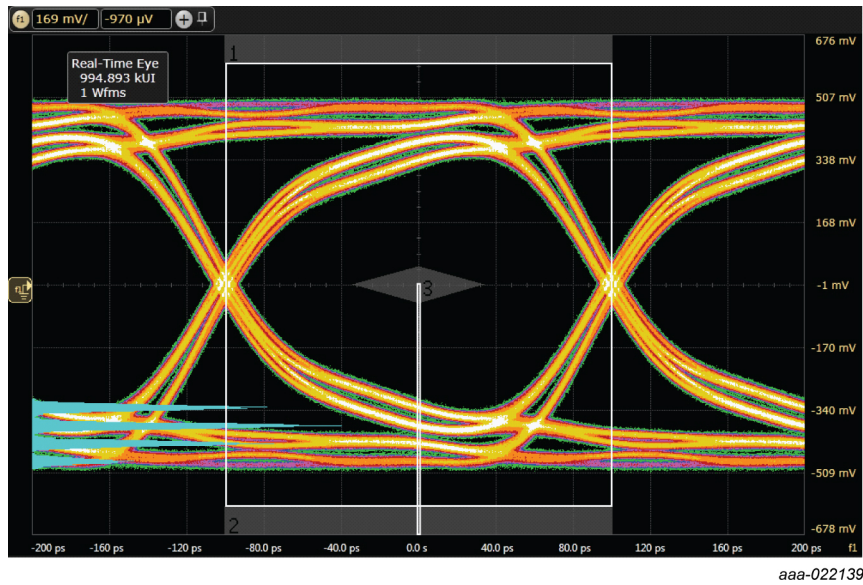 f1 169 mV/ -970 µV +
Real-Time Eye
994.893 kUI
1 Wfms
1
676 mV
507 mV
338 mV
168 mV
-1 mV
f1
3
-170 mV
-340 mV
-509 mV
2
-678 mV
-200 ps -160 ps -120 ps -80.0 ps -40.0 ps 0.0 s 40.0 ps 80.0 ps 120 ps 160 ps 200 ps f1
aaa-022139